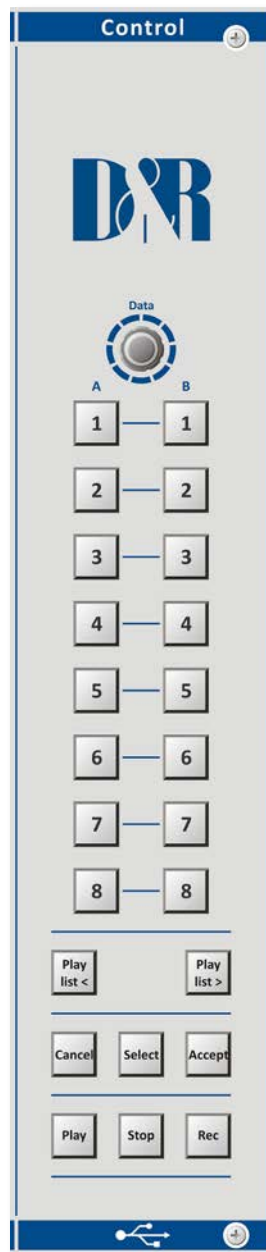 Control
D&R
Data
A B
1 1
2 2
3 3
4 4
5 5
6 6
7 7
8 8
Play Play
list < list >
Cancel Select Accept
Play Stop Rec